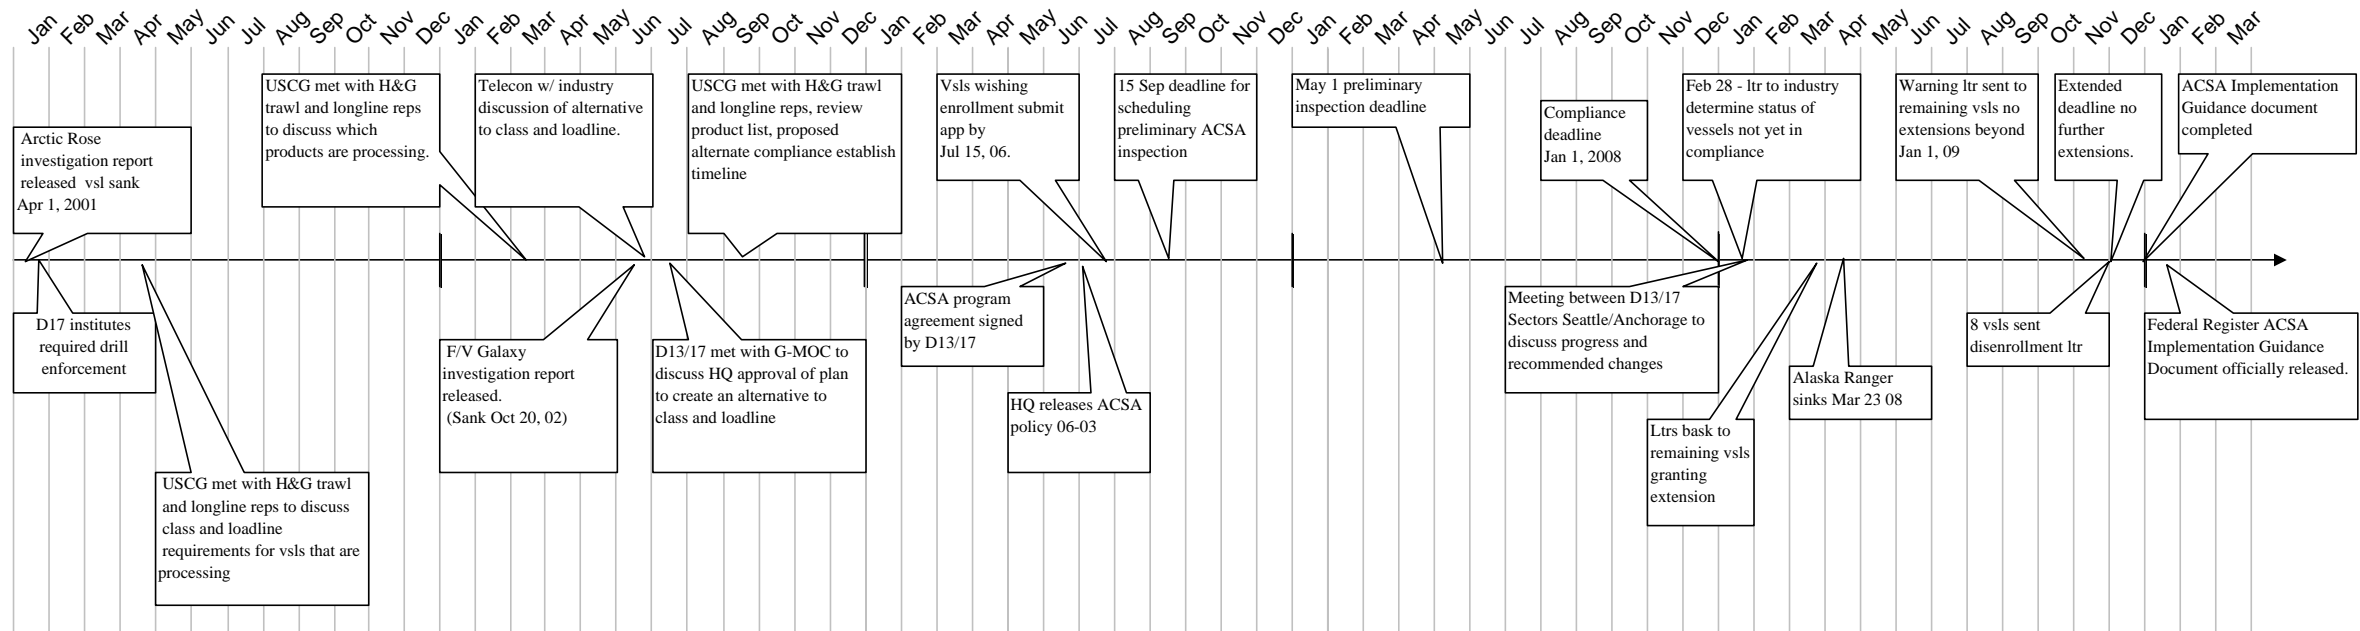 Jan Feb Mar Apr May Jun Jul Aug Sep Oct Nov Dec Jan Feb Mar Apr May Jun Jul Aug Sep Oct Nov Dec Jan Feb Mar Apr May Jun Jul Aug Sep Oct Nov Dec Jan Feb Mar Apr May Jun Jul Aug Sep Oct Nov Dec Jan Feb Mar Apr May Jun Jul Aug Sep Oct Nov Dec Jan Feb Mar
Arctic Rose
investigation report
released vsl sank
Apr 1, 2001
USCG met with H&G
trawl and longline reps
to discuss which
products are processing.
Telecon w/ industry
discussion of alternative
to class and loadline.
USCG met with H&G trawl
and longline reps, review
product list, proposed
alternate compliance establish
timeline
Vsls wishing
enrollment submit
app by
Jul 15, 06.
15 Sep deadline for
scheduling
preliminary ACSA
inspection
May 1 preliminary
inspection deadline
Compliance
deadline
Jan 1, 2008
Feb 28 - ltr to industry
determine status of
vessels not yet in
compliance
Warning ltr sent to
remaining vsls no
extensions beyond
Jan 1, 09
Extended
deadline no
further
extensions.
ACSA Implementation
Guidance document
completed
D17 institutes
required drill
enforcement
USCG met with H&G trawl
and longline reps to discuss
class and loadline
requirements for vsls that are
processing
F/V Galaxy
investigation report
released.
(Sank Oct 20, 02)
D13/17 met with G-MOC to
discuss HQ approval of plan
to create an alternative to
class and loadline
ACSA program
agreement signed
by D13/17
HQ releases ACSA
policy 06-03
Meeting between D13/17
Sectors Seattle/Anchorage to
discuss progress and
recommended changes
Ltrs bask to
remaining vsls
granting
extension
Alaska Ranger
sinks Mar 23 08
8 vsls sent
disenrollment ltr
Federal Register ACSA
Implementation Guidance
Document officially released.